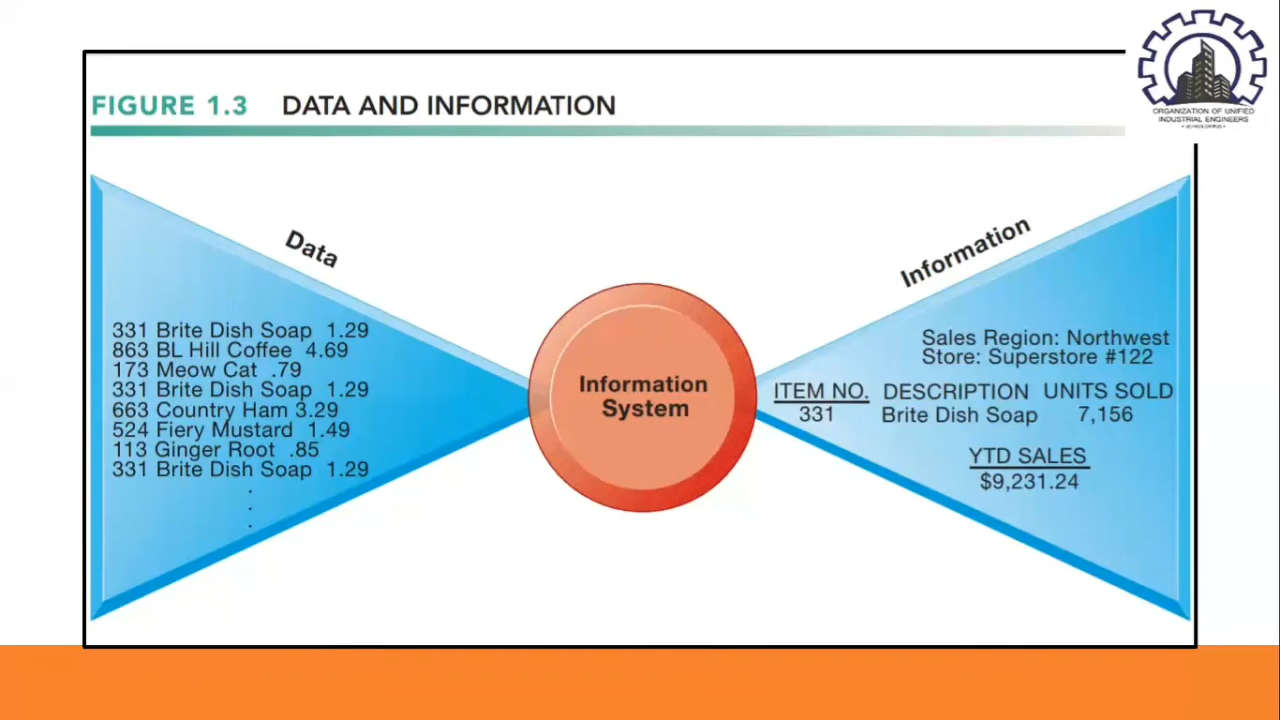 FIGURE 1.3 DATA AND INFORMATION
ORGANIZATION OF UNIFIED
INDUSTRIAL ENGINEERS
Data
331 Brite Dish Soap 1.29
863 BL Hill Coffee 4.69
173 Meow Cat .79
331 Brite Dish Soap 1.29
663 Country Ham 3.29
524 Fiery Mustard 1.49
113 Ginger Root .85
331 Brite Dish Soap 1.29
.
.
.
Information
System
Information
Sales Region: Northwest
Store: Superstore #122
ITEM NO. DESCRIPTION UNITS SOLD
331 Brite Dish Soap 7,156
YTD SALES
$9,231.24